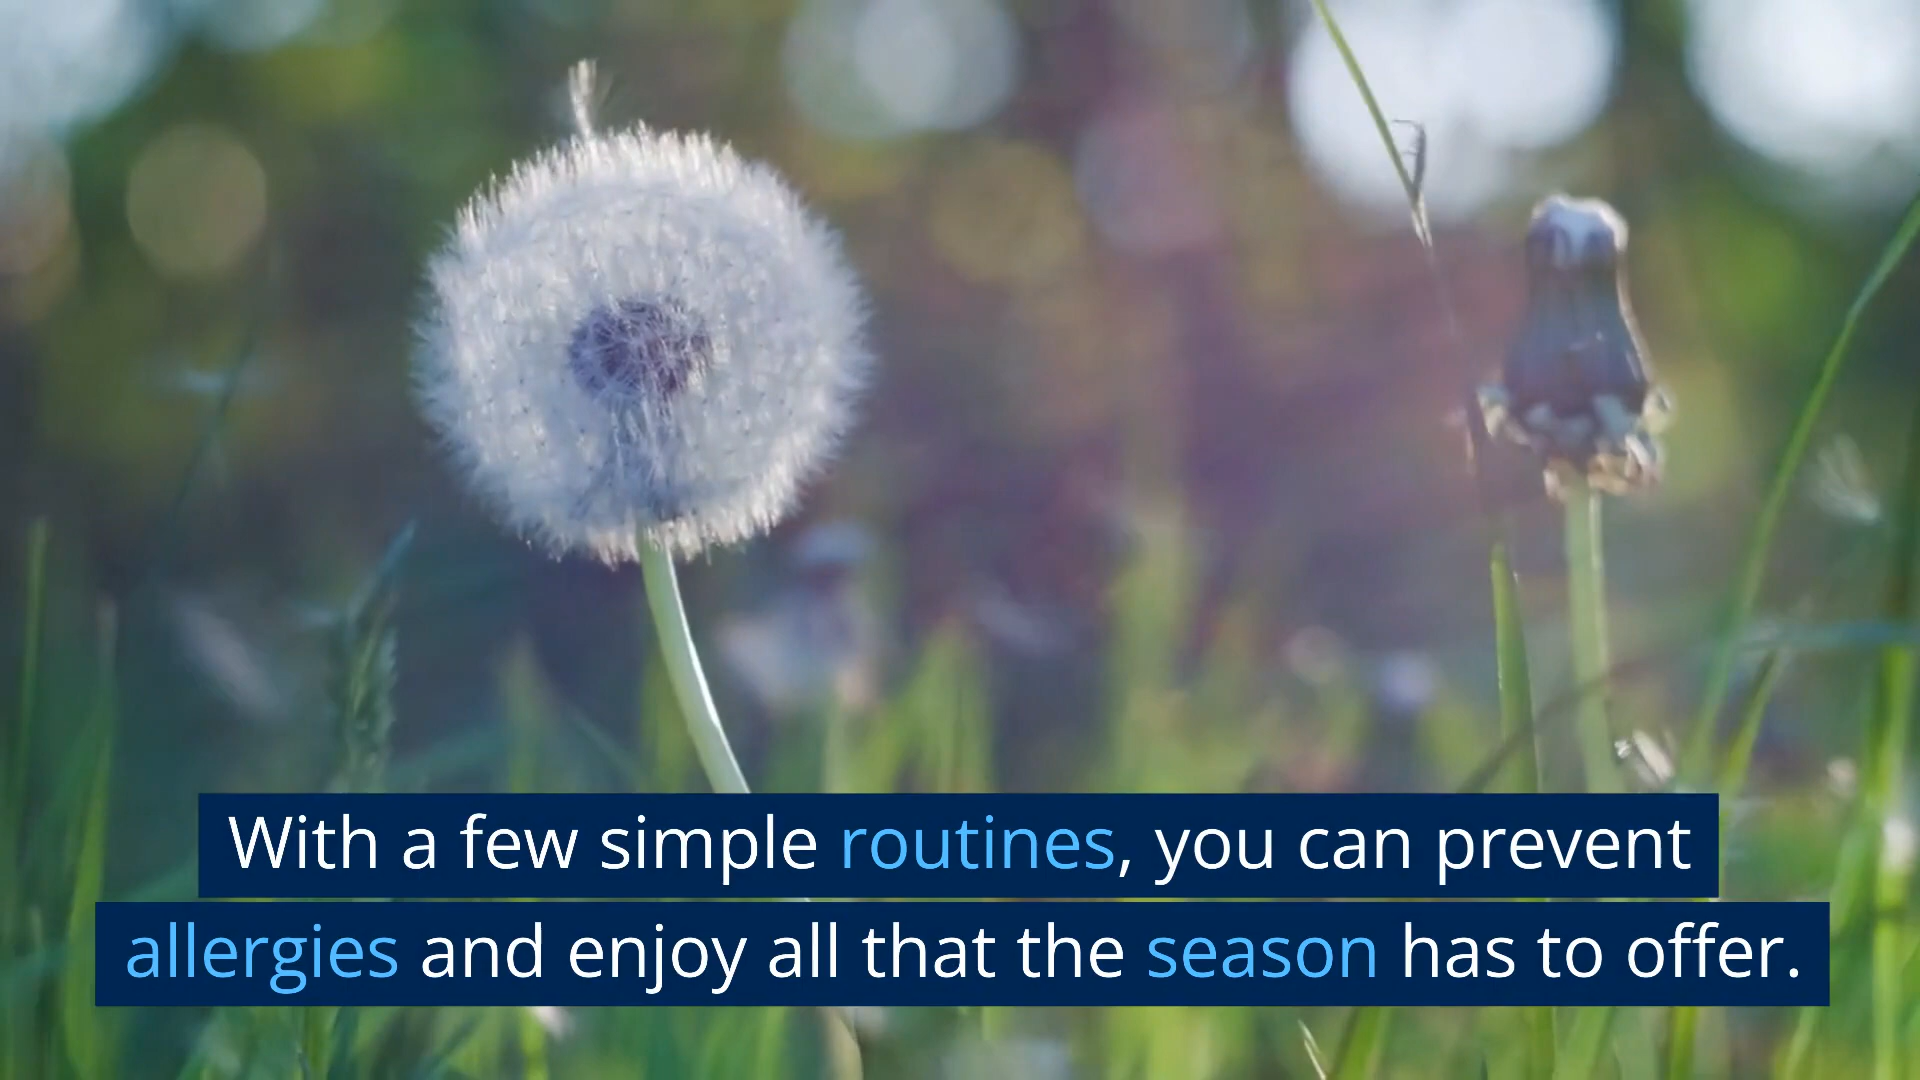 With a few simple routines, you can prevent
allergies and enjoy all that the season has to offer.